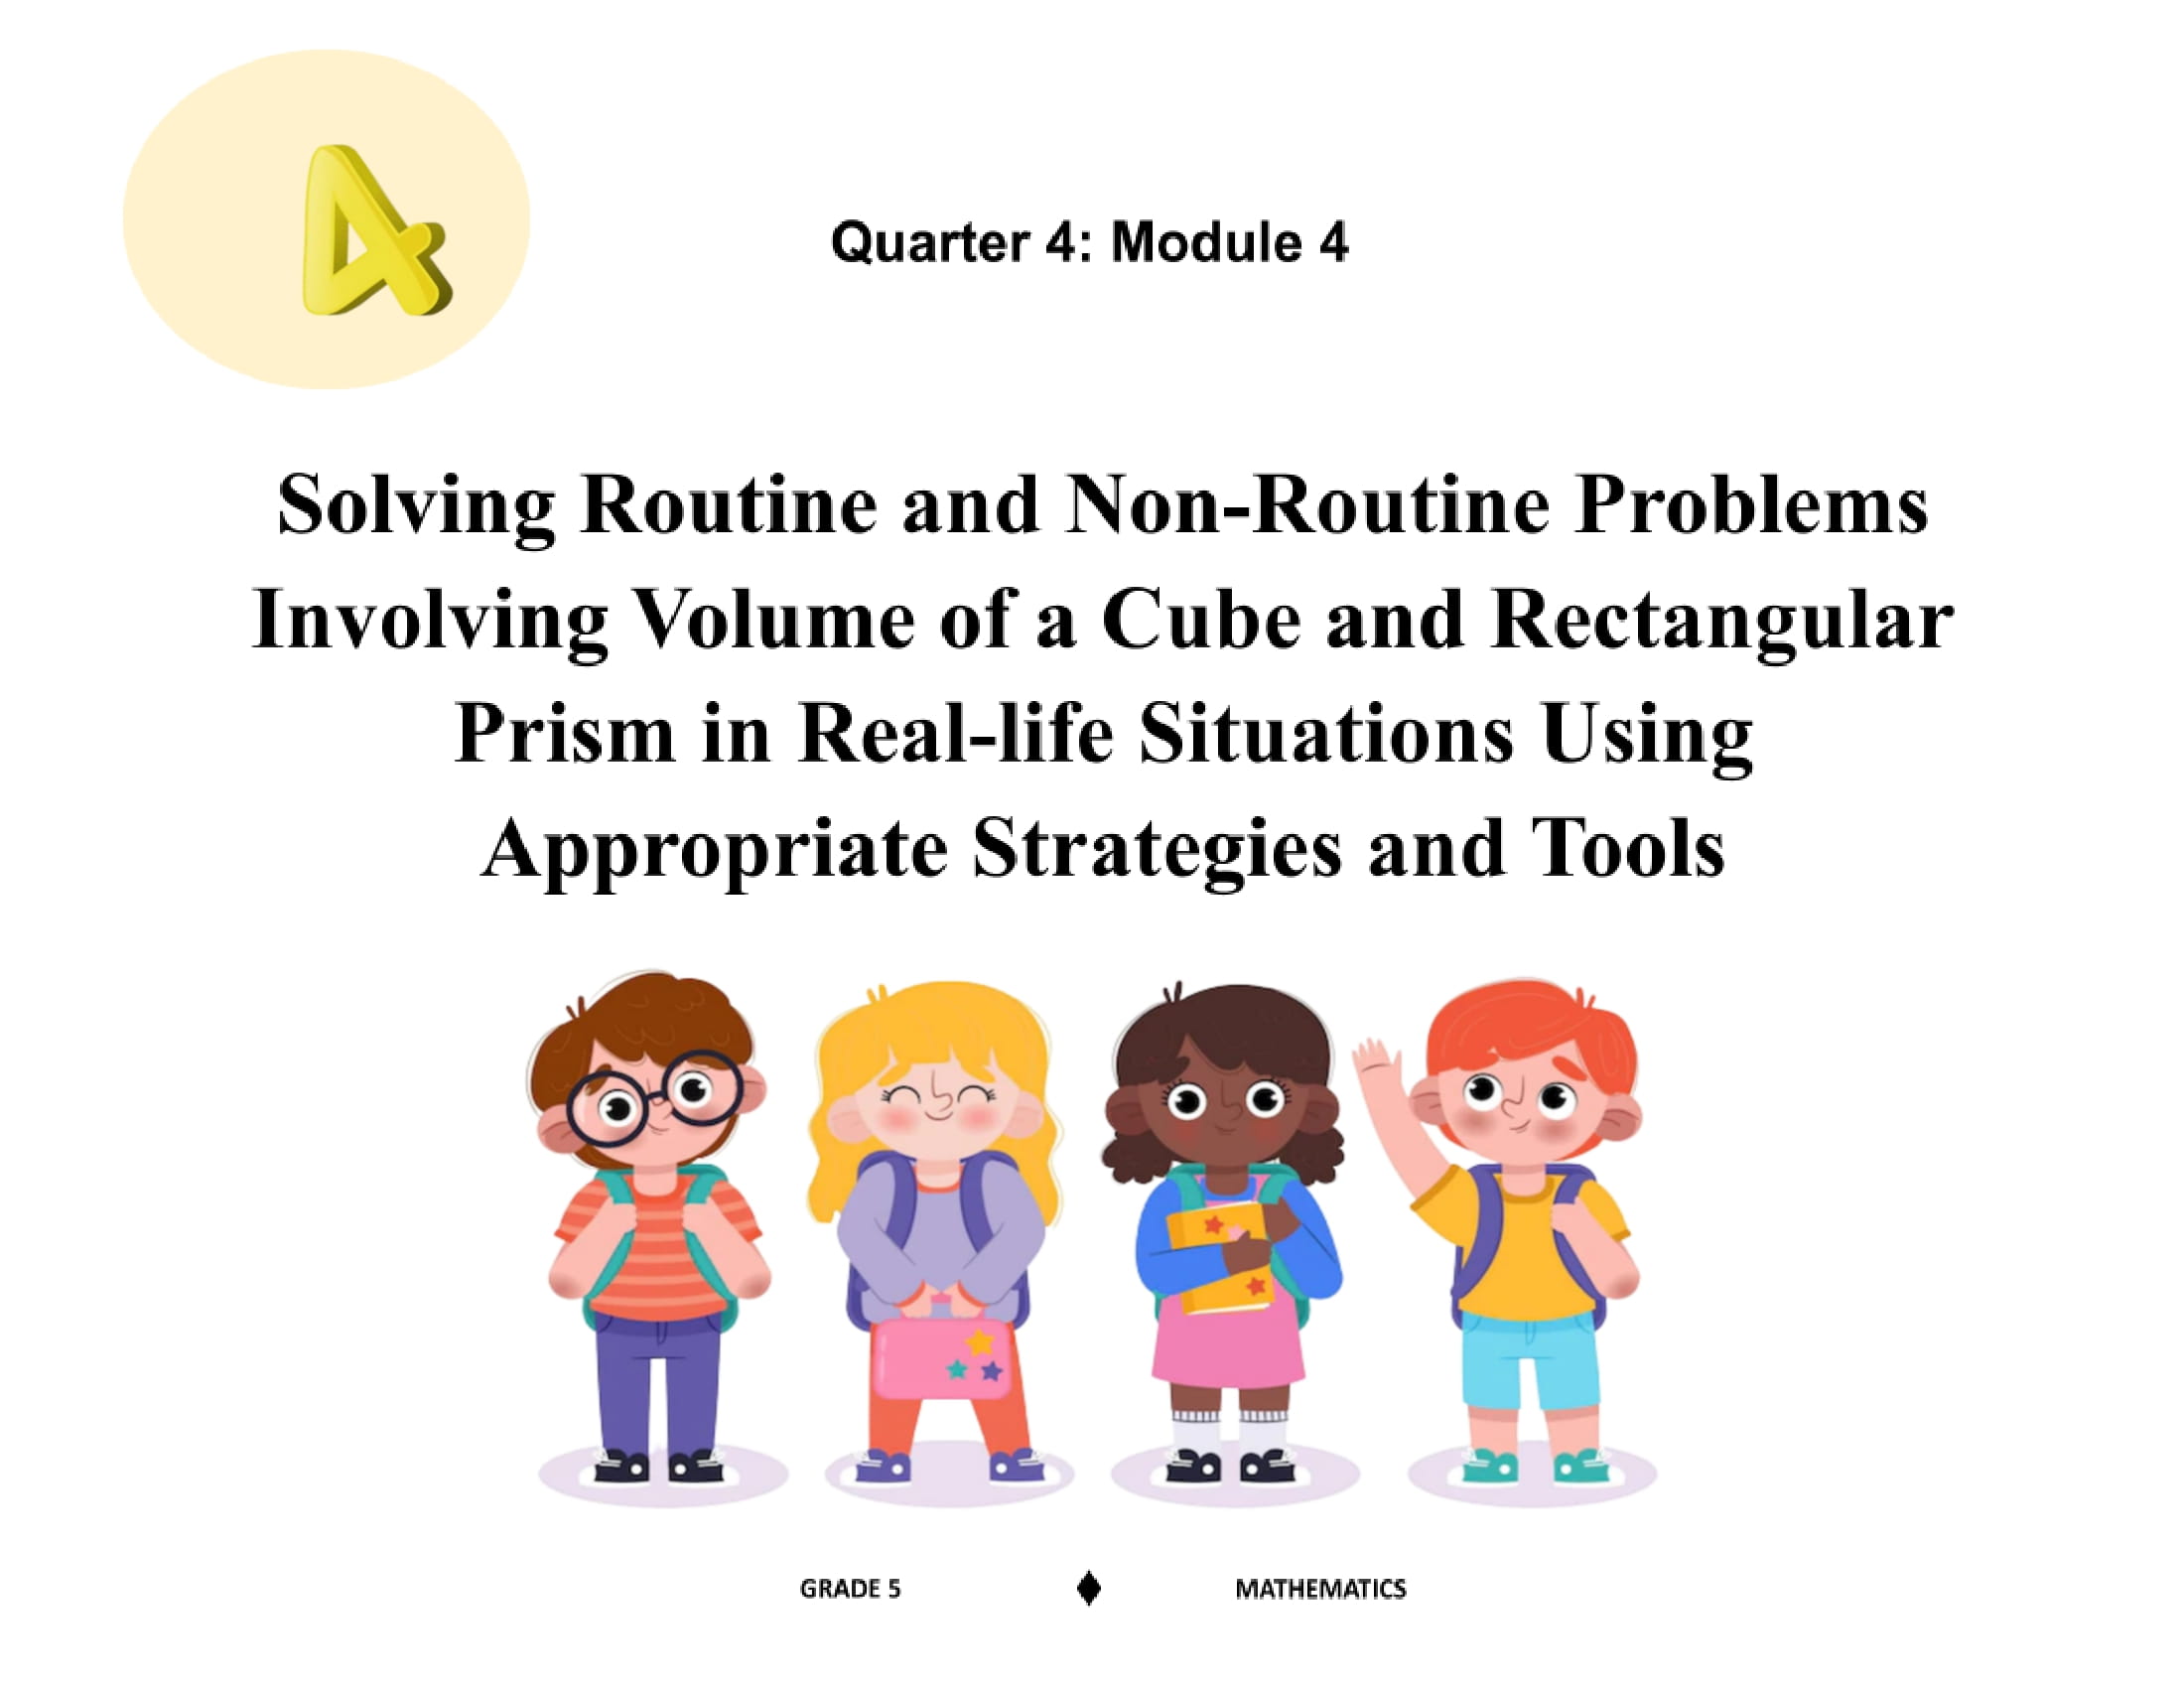 4
Quarter 4: Module 4
Solving Routine and Non-Routine Problems
Involving Volume of a Cube and Rectangular
Prism in Real-life Situations Using
Appropriate Strategies and Tools
GRADE 5 ♦ MATHEMATICS